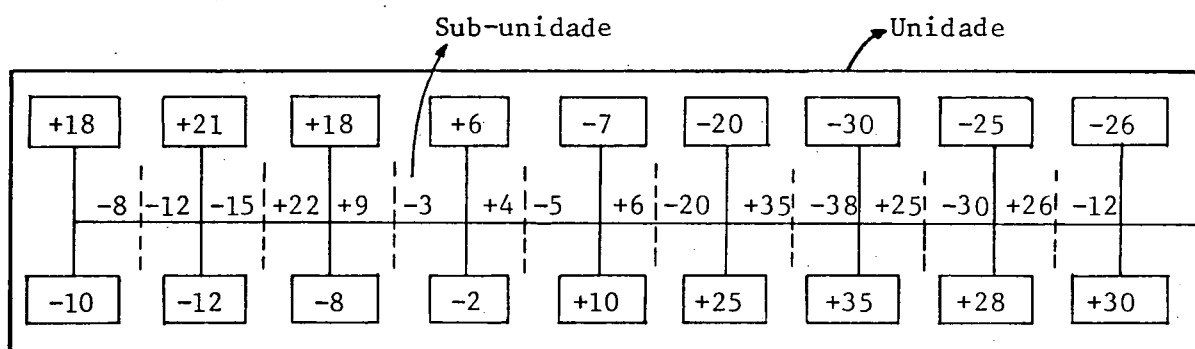 Sub-unidade Unidade
+18 +21 +18 +6 -7 -20 -30 -25 -26
-8 -12 -15 +22 +9 -3 +4 -5 +6 -20 +35 -38 +25 -30 +26 -12
-10 -12 -8 -2 +10 +25 +35 +28 +30